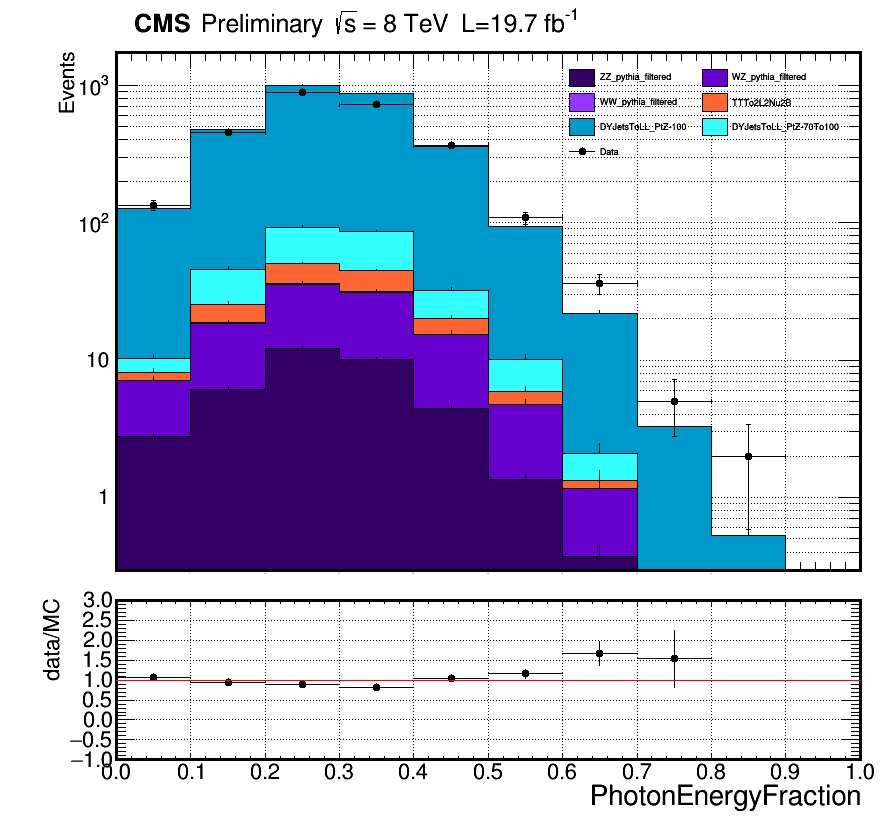 CMS Preliminary √s = 8 TeV L=19.7 fb⁻¹
Events
10³
10²
10
1
ZZ_pythia_filtered
WZ_pythia_filtered
WW_pythia_filtered
TTTo2L2Nu2B
DYJetsToLL_PtZ-100
DYJetsToLL_PtZ-70To100
Data
data/MC
3.0
2.5
2.0
1.5
1.0
0.5
0.0
−0.5
−1.0
0.0 0.1 0.2 0.3 0.4 0.5 0.6 0.7 0.8 0.9 1.0
PhotonEnergyFraction